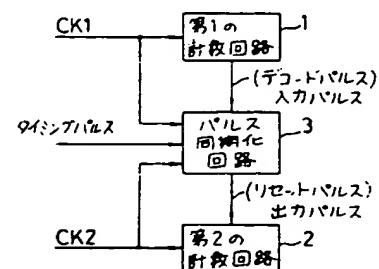 CK1
第1の
計数回路
1
(デコードパルス)
入力パルス
タイミングパルス
パルス
同期化
回路
3
(リセットパルス)
出力パルス
CK2
第2の
計数回路
2